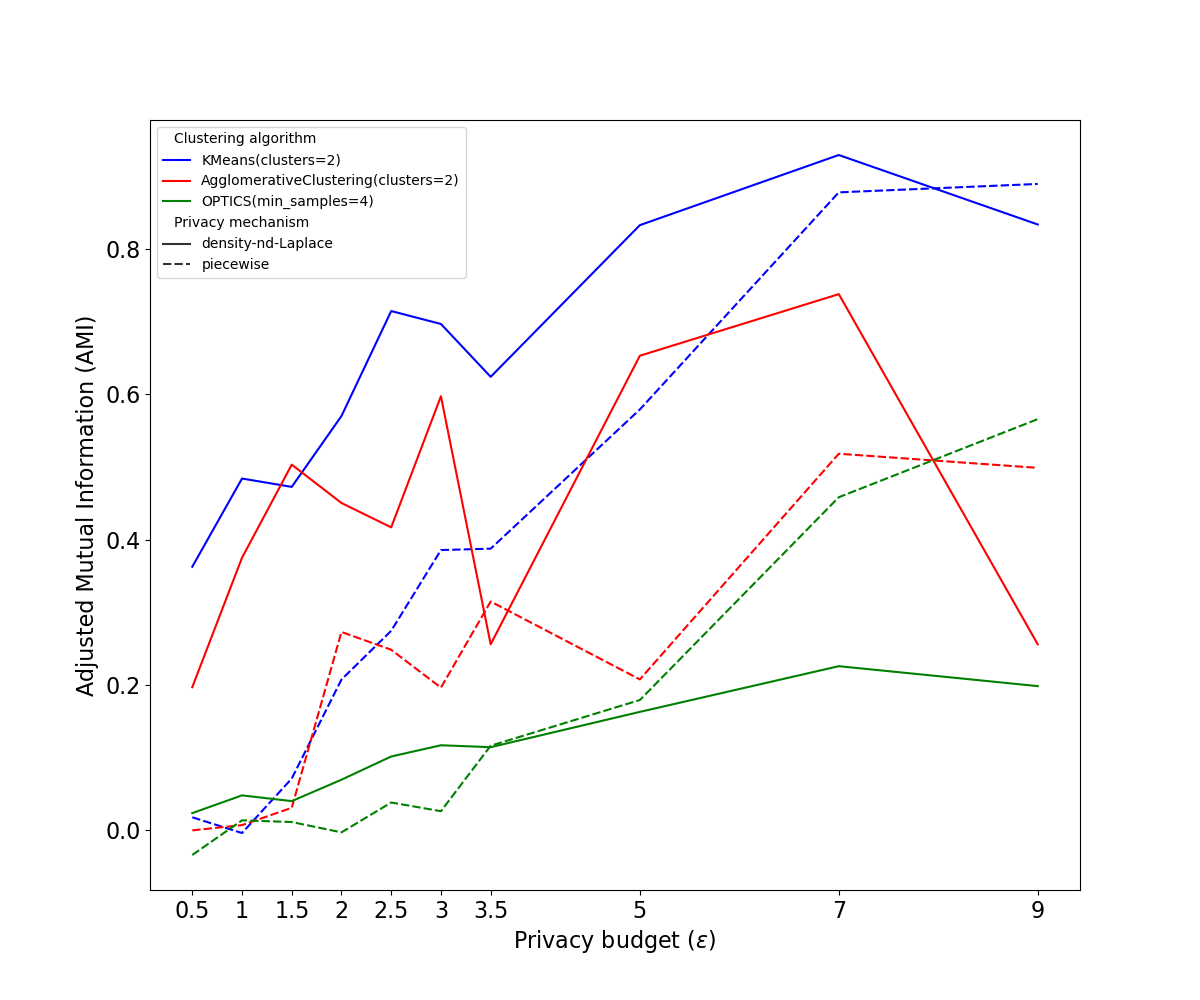 Clustering algorithm
KMeans(clusters=2)
AgglomerativeClustering(clusters=2)
OPTICS(min_samples=4)
Privacy mechanism
density-nd-Laplace
piecewise
0.8
0.6
0.4
0.2
0.0
Adjusted Mutual Information (AMI)
0.5 1 1.5 2 2.5 3 3.5 5 7 9
Privacy budget (ε)